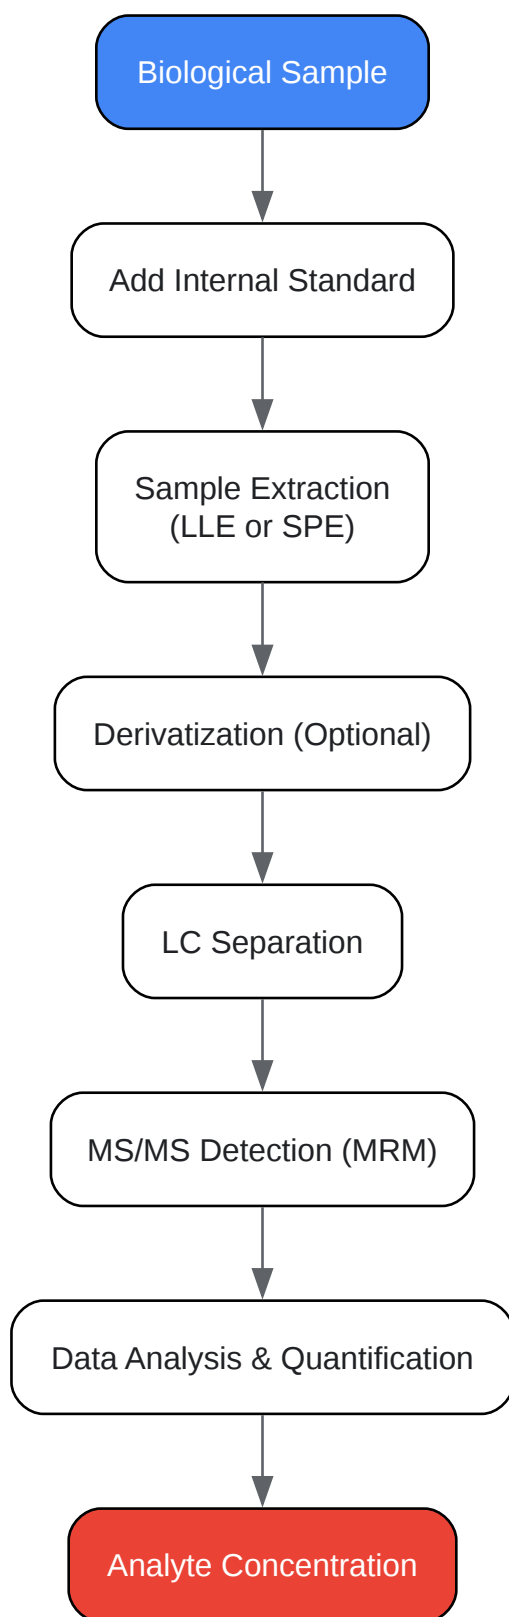 Biological Sample
Add Internal Standard
Sample Extraction
(LLE or SPE)
Derivatization (Optional)
LC Separation
MS/MS Detection (MRM)
Data Analysis & Quantification
Analyte Concentration